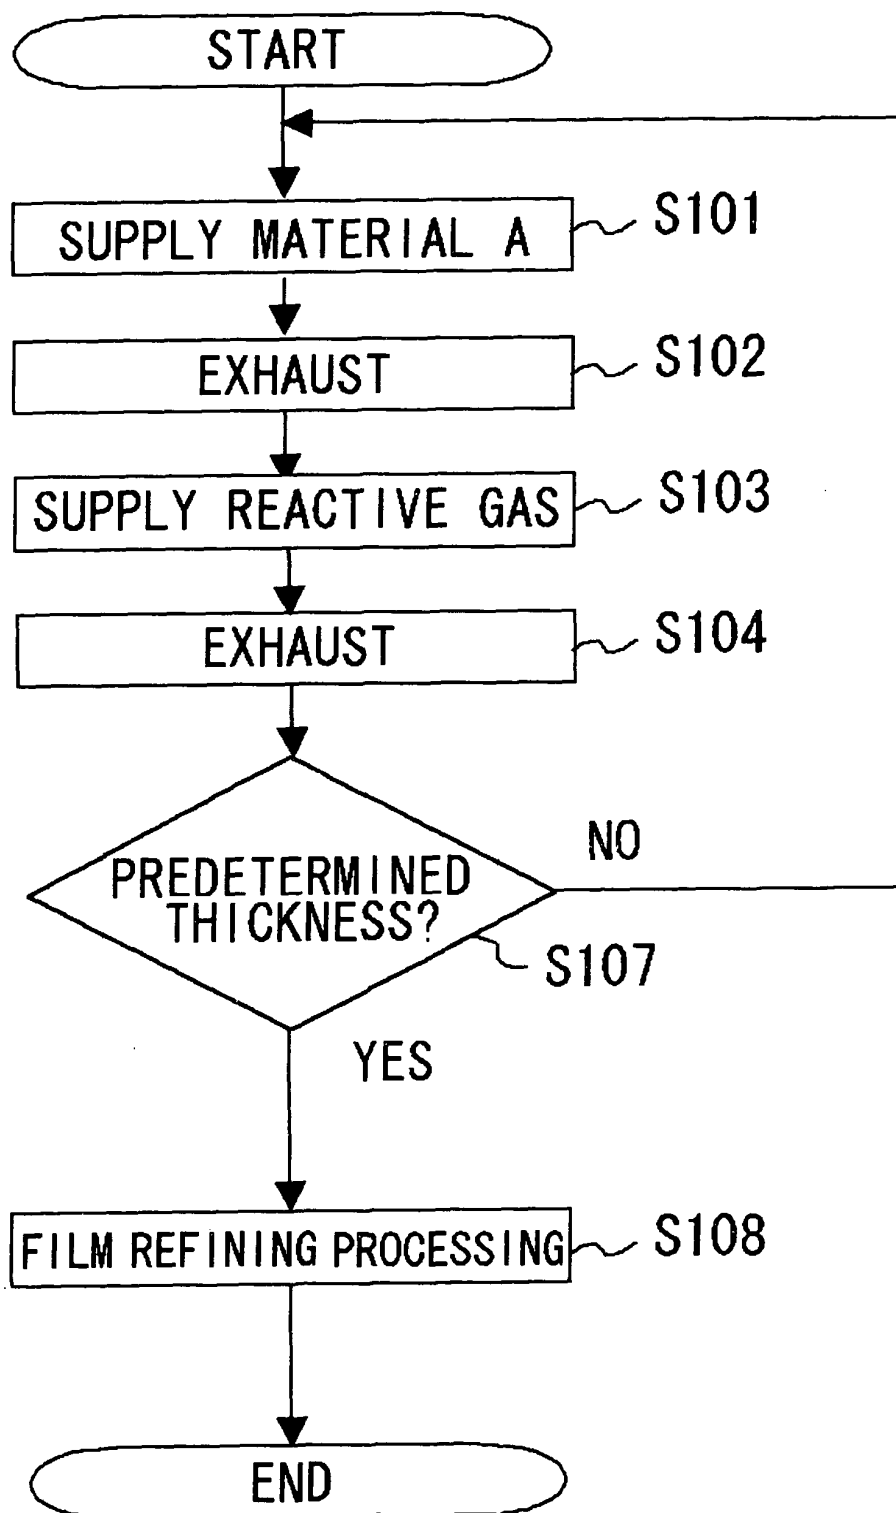 START
SUPPLY MATERIAL A
S101
EXHAUST
S102
SUPPLY REACTIVE GAS
S103
EXHAUST
S104
PREDETERMINED
THICKNESS?
NO
S107
YES
FILM REFINING PROCESSING
S108
END